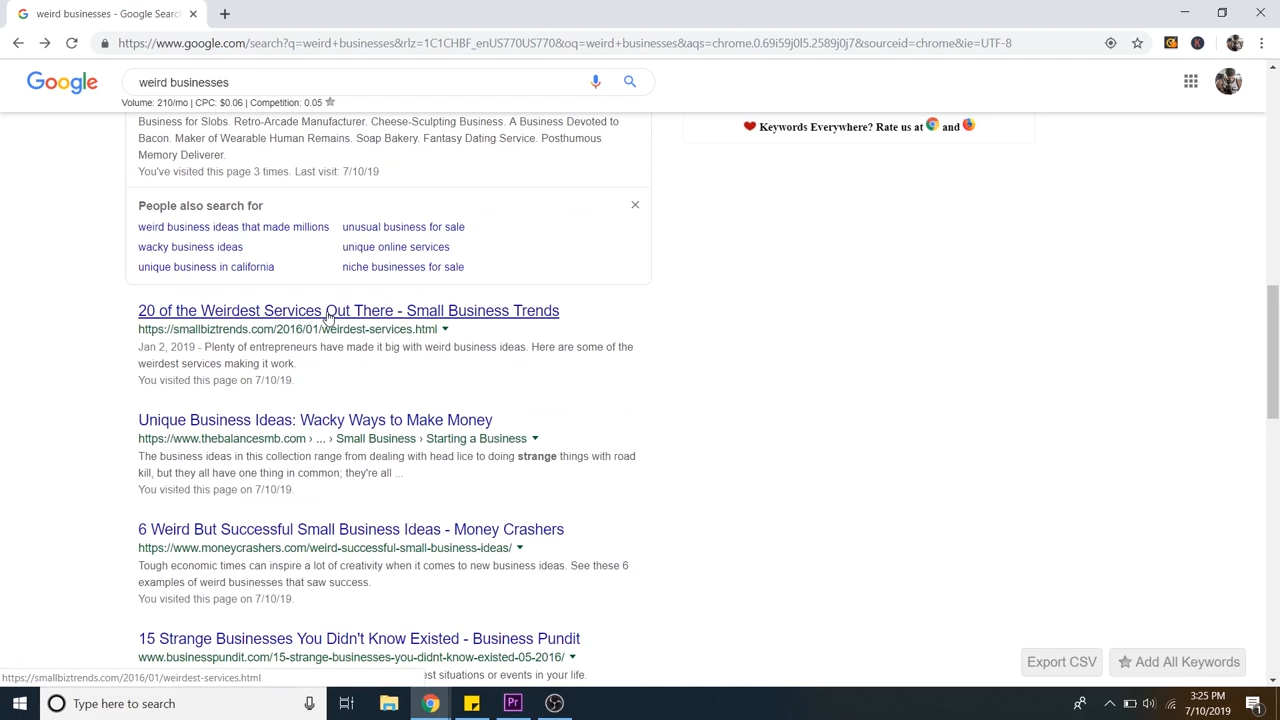 weird businesses - Google Searc
https://www.google.com/search?q=weird+businesses&rlz=1C1CHBF_enUS770US770&oq=weird+businesses&aqs=chrome.0.69i59j0l5.2589j0j7&sourceid=chrome&ie=UTF-8
Google
weird businesses
Volume: 210/mo | CPC: $0.06 | Competition: 0.05
Business for Slobs. Retro-Arcade Manufacturer. Cheese-Sculpting Business. A Business Devoted to
Bacon. Maker of Wearable Human Remains. Soap Bakery. Fantasy Dating Service. Posthumous
Memory Deliverer.
You've visited this page 3 times. Last visit: 7/10/19
Keywords Everywhere? Rate us at and
People also search for
weird business ideas that made millions
unusual business for sale
wacky business ideas
unique online services
unique business in california
niche businesses for sale
20 of the Weirdest Services Out There - Small Business Trends
https://smallbiztrends.com/2016/01/weirdest-services.html
Jan 2, 2019 - Plenty of entrepreneurs have made it big with weird business ideas. Here are some of the
weirdest services making it work.
You visited this page on 7/10/19.
Unique Business Ideas: Wacky Ways to Make Money
https://www.thebalancesmb.com › ... › Small Business › Starting a Business
The business ideas in this collection range from dealing with head lice to doing strange things with road
kill, but they all have one thing in common; they're all ...
You visited this page on 7/10/19.
6 Weird But Successful Small Business Ideas - Money Crashers
https://www.moneycrashers.com/weird-successful-small-business-ideas/
Tough economic times can inspire a lot of creativity when it comes to new business ideas. See these 6
examples of weird businesses that saw success.
You visited this page on 7/10/19.
15 Strange Businesses You Didn't Know Existed - Business Pundit
www.businesspundit.com/15-strange-businesses-you-didnt-know-existed-05-2016/
est situations or events in your life.
Export CSV
Add All Keywords
https://smallbiztrends.com/2016/01/weirdest-services.html
Type here to search
Pr
3:25 PM
7/10/2019
1